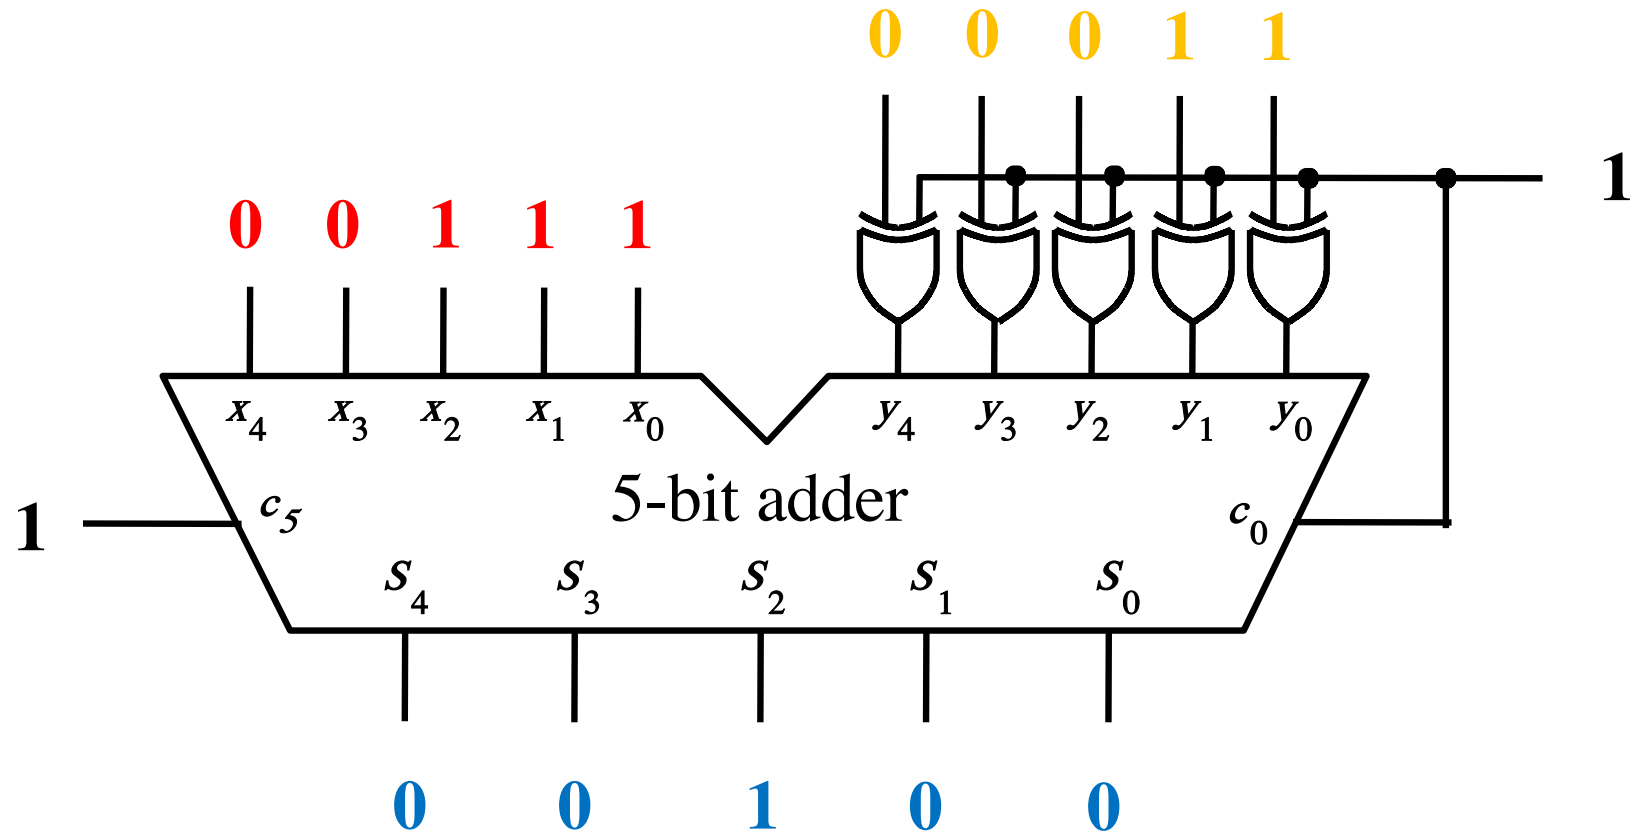 0 0 0 1 1
1
0 0 1 1 1
x4 x3 x2 x1 x0 y4 y3 y2 y1 y0
1 c5 5-bit adder c0
s4 s3 s2 s1 s0
0 0 1 0 0